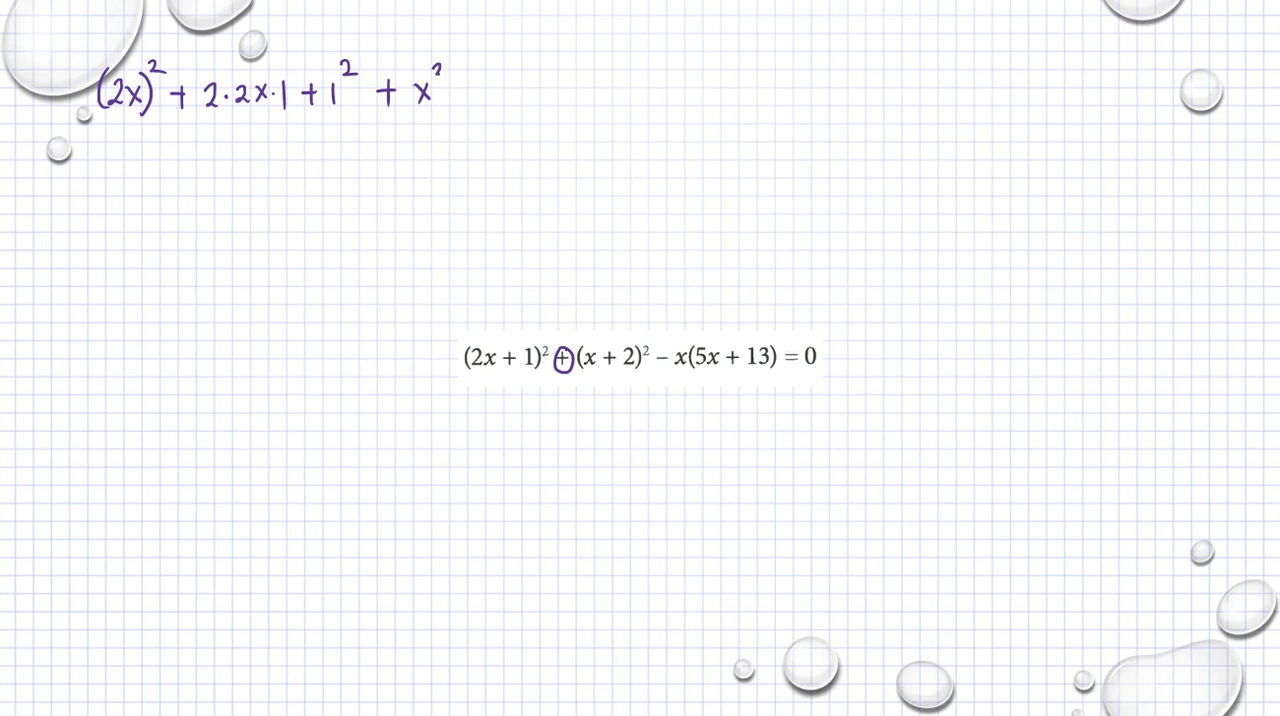 (2x)² + 2·2x·1 + 1² + x²
(2x + 1)² + (x + 2)² − x(5x + 13) = 0